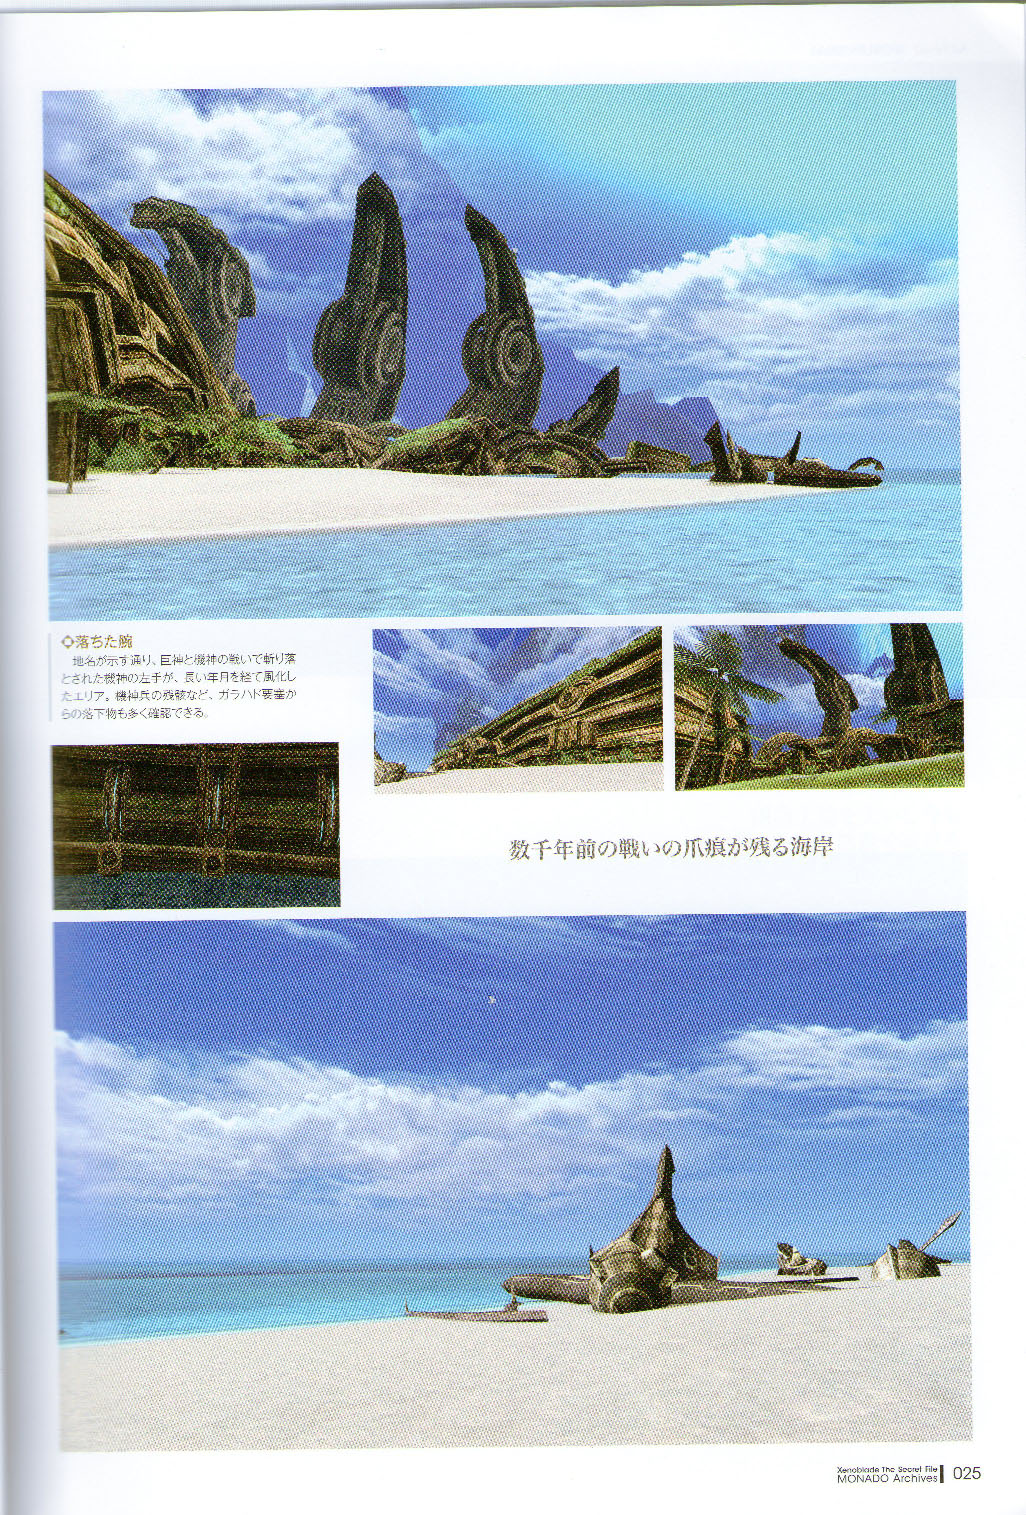 ◇落ちた腕
地名が示す通り、巨神と機神の戦いで斬り落
とされた機神の左手が、長い年月を経て風化し
たエリア。機神兵の残骸など、ガラハド要塞か
らの落下物も多く確認できる。
数千年前の戦いの爪痕が残る海岸
Xenoblade The Secret File
MONADO Archives 025